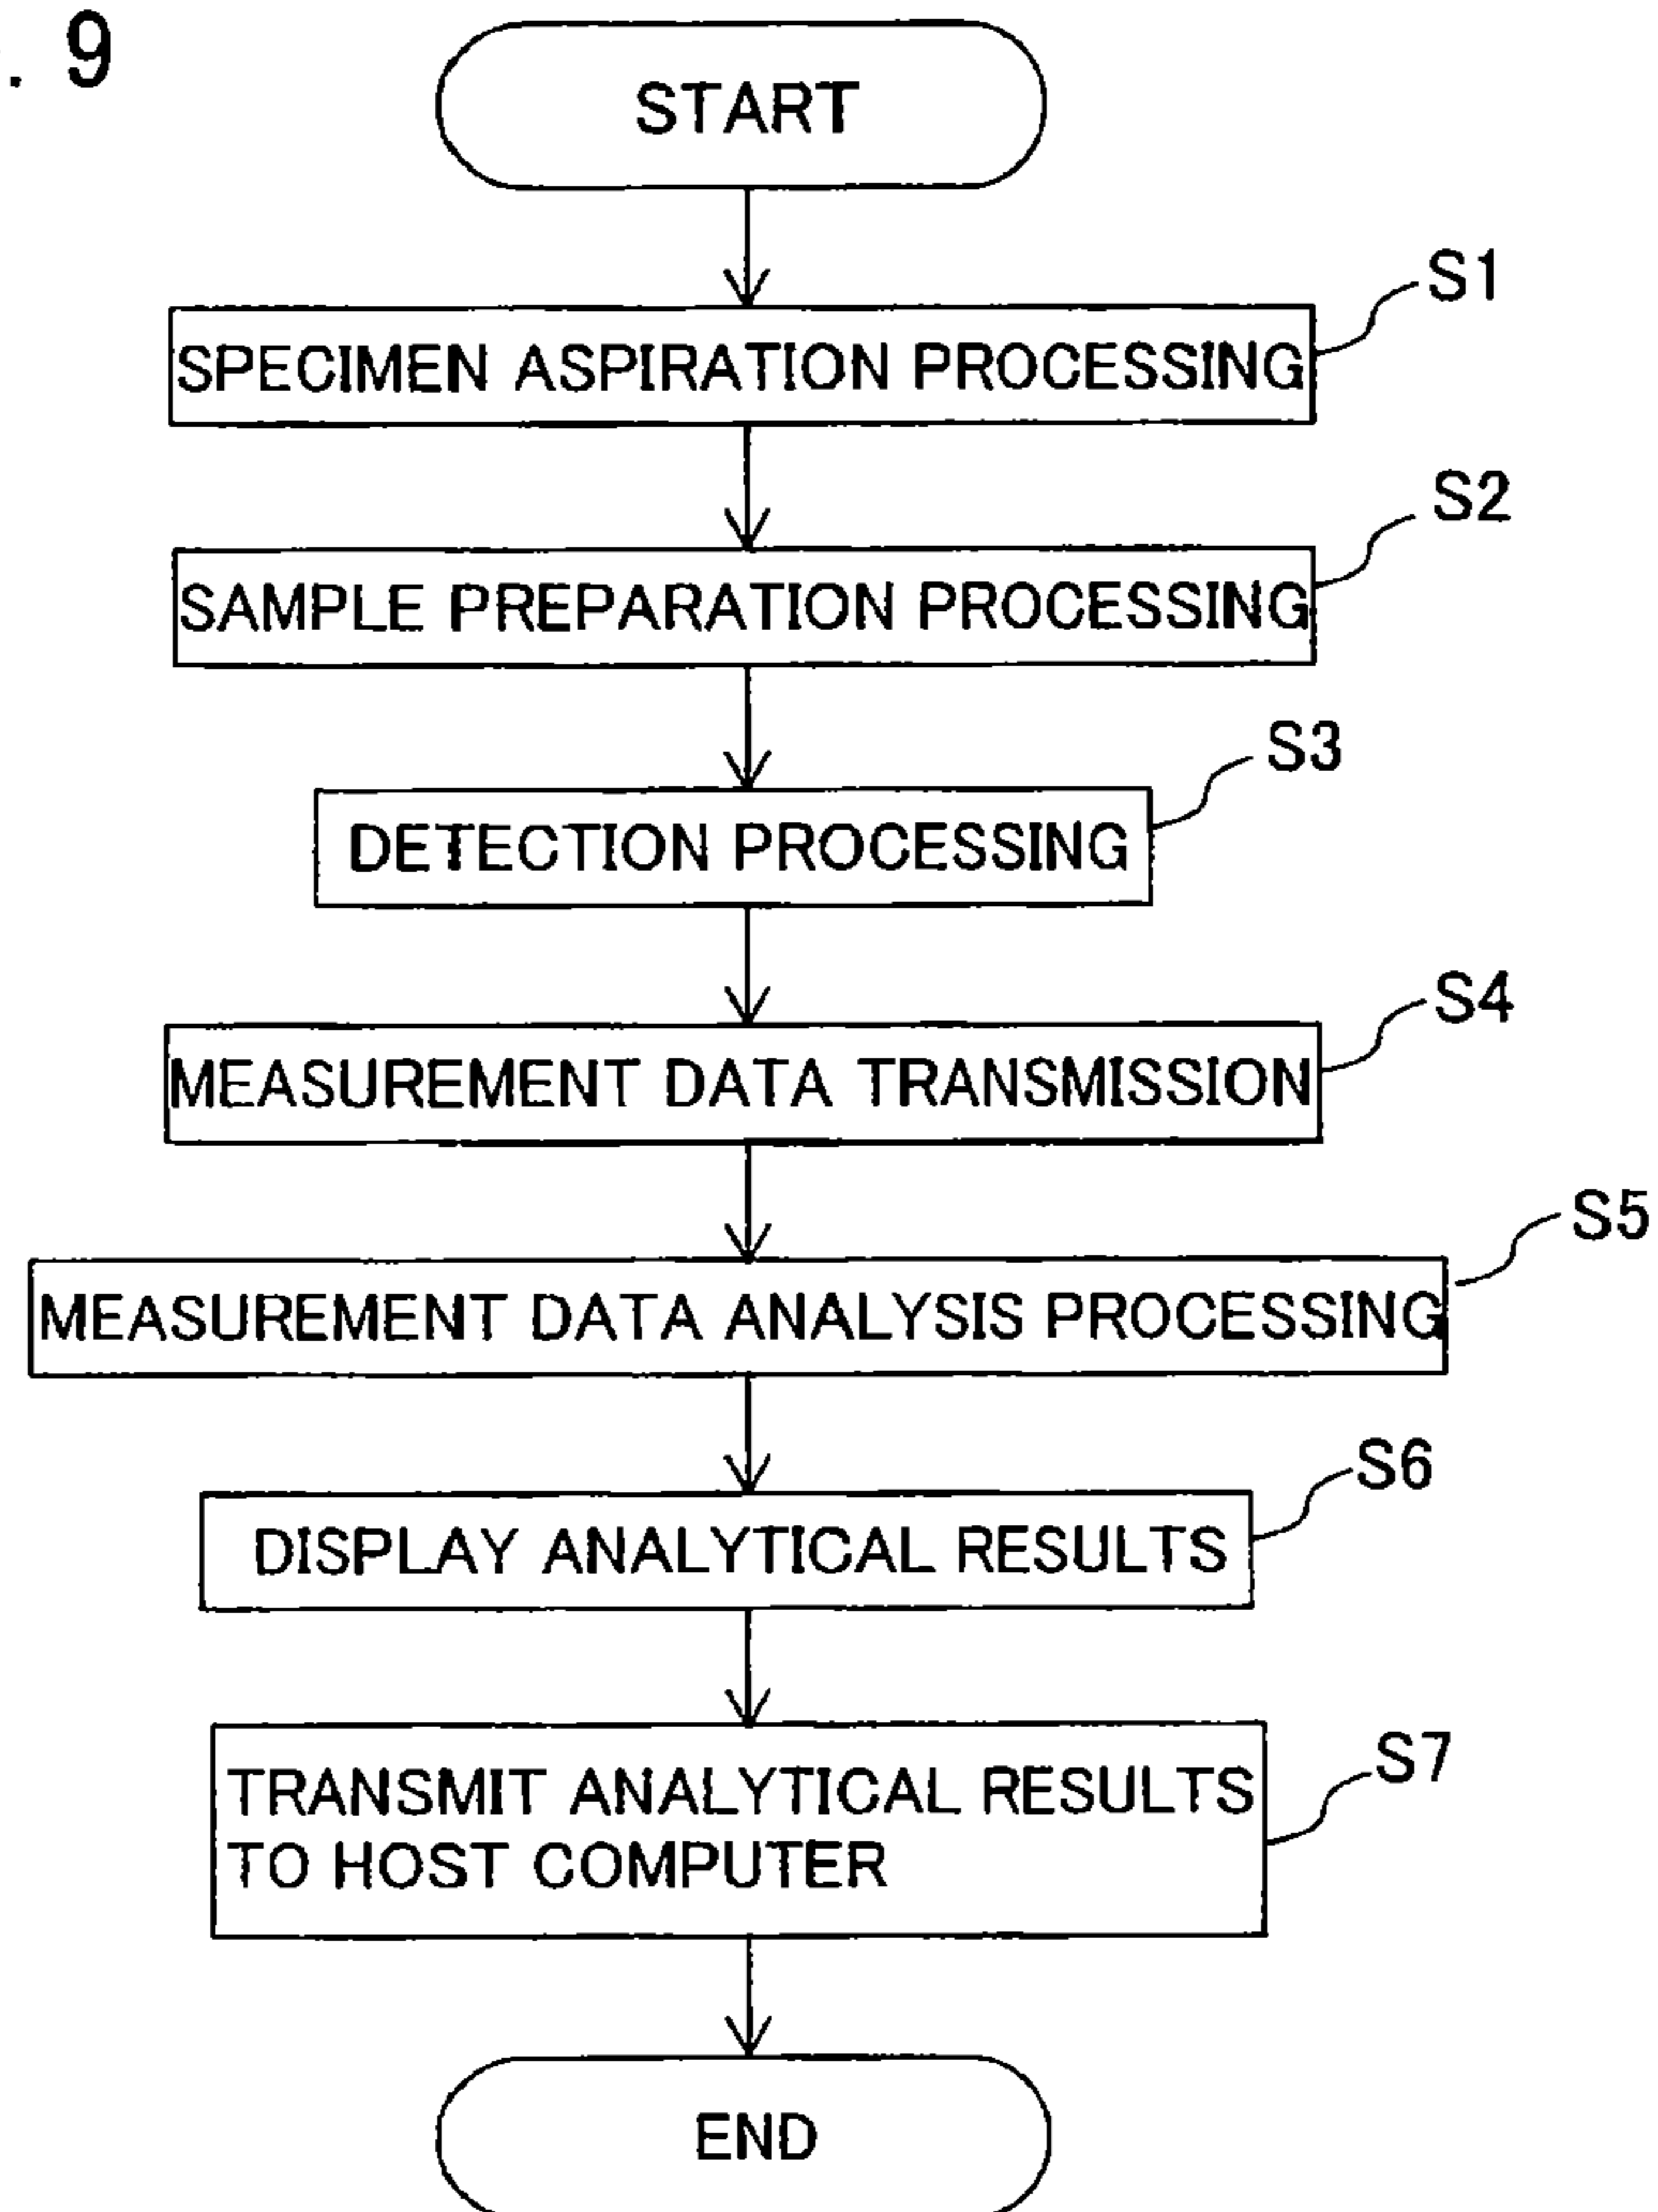 . 9
START
S1
SPECIMEN ASPIRATION PROCESSING
S2
SAMPLE PREPARATION PROCESSING
S3
DETECTION PROCESSING
S4
MEASUREMENT DATA TRANSMISSION
S5
MEASUREMENT DATA ANALYSIS PROCESSING
S6
DISPLAY ANALYTICAL RESULTS
S7
TRANSMIT ANALYTICAL RESULTS
TO HOST COMPUTER
END